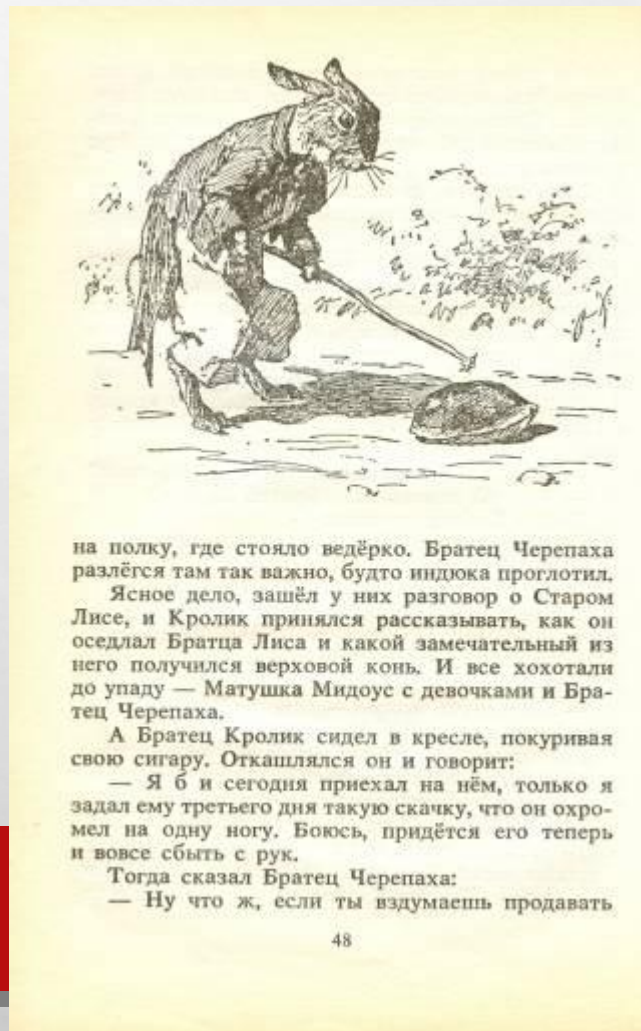 на полку, где стояло ведёрко. Братец Черепаха
разлёгся там так важно, будто индюка проглотил.
Ясное дело, зашёл у них разговор о Старом
Лисе, и Кролик принялся рассказывать, как он
оседлал Братца Лиса и какой замечательный из
него получился верховой конь. И все хохотали
до упаду — Матушка Мидоус с девочками и Бра-
тец Черепаха.
А Братец Кролик сидел в кресле, покуривая
свою сигару. Откашлялся он и говорит:
— Я б и сегодня приехал на нём, только я
задал ему третьего дня такую скачку, что он охро-
мел на одну ногу. Боюсь, придётся его теперь
и вовсе сбыть с рук.
Тогда сказал Братец Черепаха:
— Ну что ж, если ты вздумаешь продавать
48